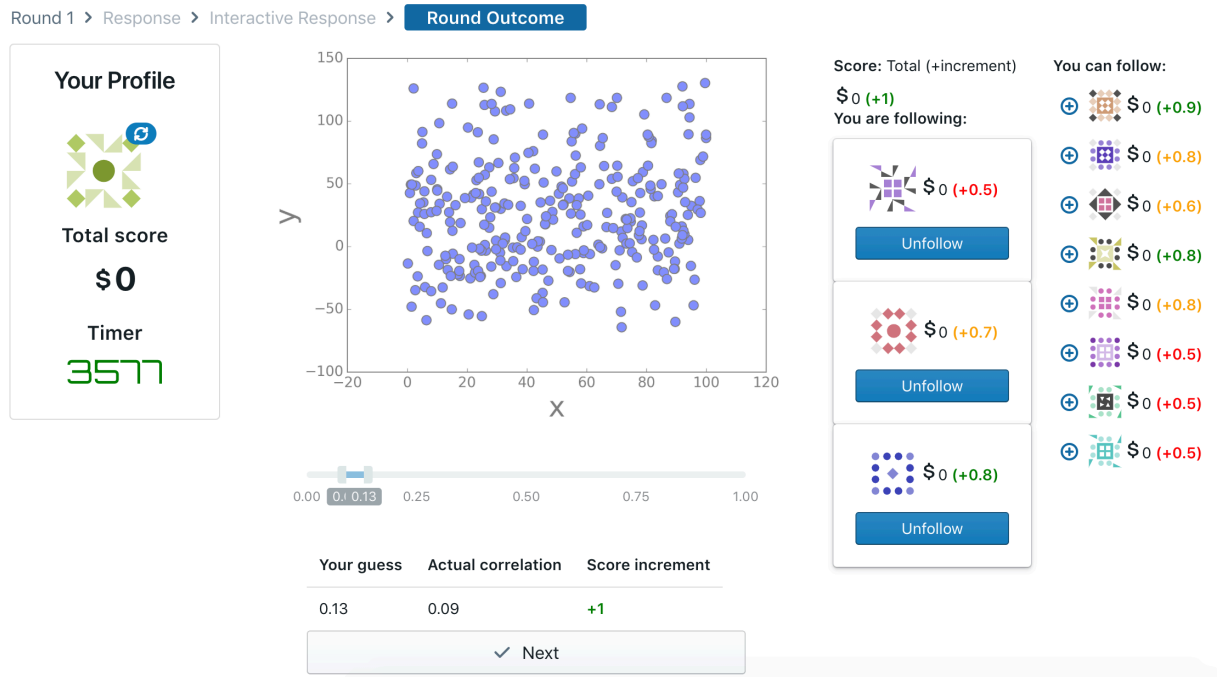 Round 1 > Response > Interactive Response > Round Outcome
Your Profile
Total score
$0
Timer
3577
150
100
50
0
−50
−100
−20 0 20 40 60 80 100 120
y
X
0.00 0.13 0.25 0.50 0.75 1.00
Your guess Actual correlation Score increment
0.13 0.09 +1
Next
Score: Total (+increment)
$0 (+1)
You are following:
$0 (+0.5)
Unfollow
$0 (+0.7)
Unfollow
$0 (+0.8)
Unfollow
You can follow:
$0 (+0.9)
$0 (+0.8)
$0 (+0.6)
$0 (+0.8)
$0 (+0.8)
$0 (+0.5)
$0 (+0.5)
$0 (+0.5)